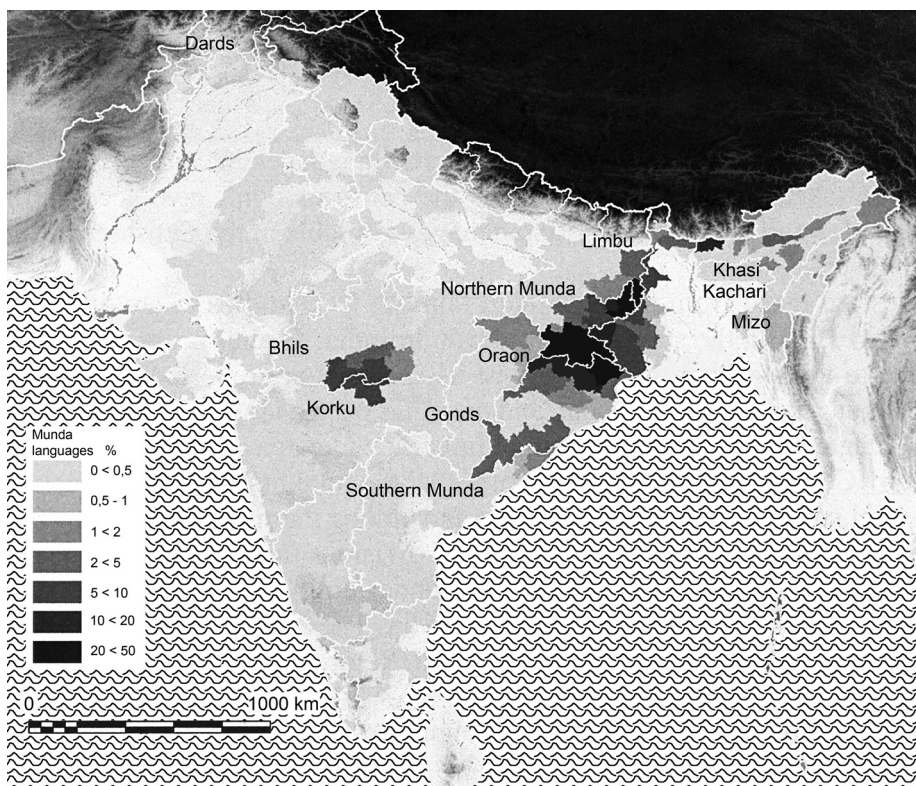 Dards
Limbu
Khasi
Kachari
Northern Munda
Mizo
Bhils
Oraon
Korku
Gonds
Southern Munda
Munda
languages %
0 < 0,5
0,5 - 1
1 < 2
2 < 5
5 < 10
10 < 20
20 < 50
0 1000 km